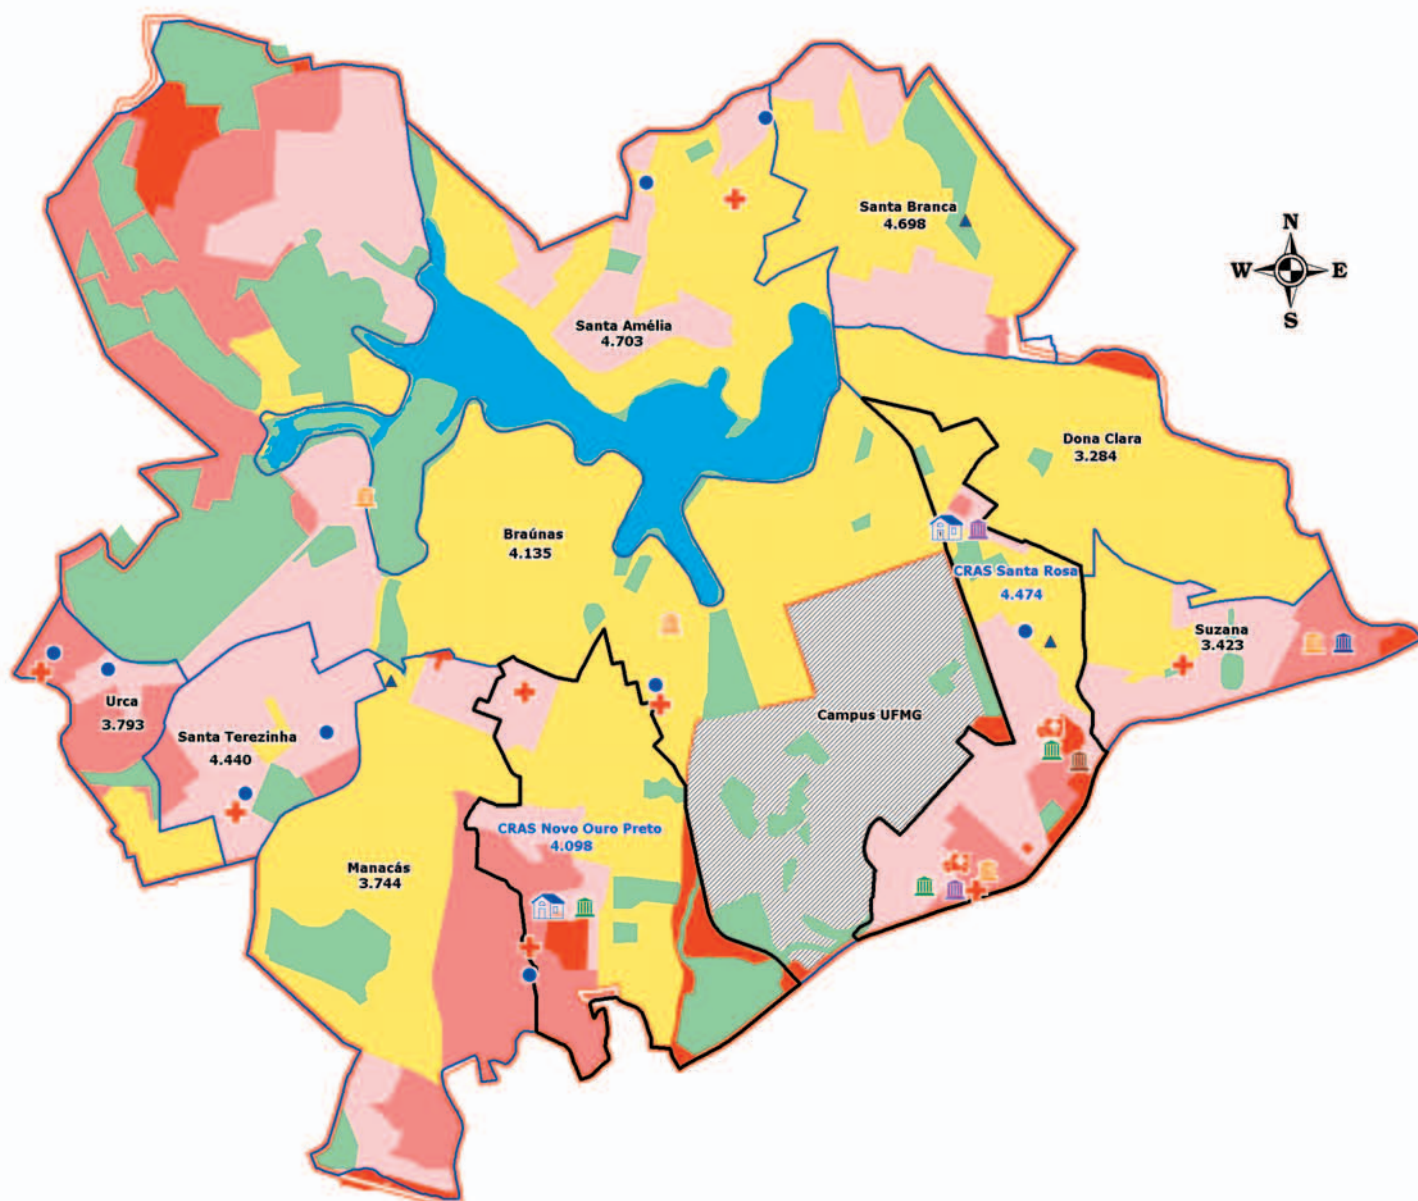 Santa Branca
4.698
N
W E
S
Santa Amélia
4.703
Dona Clara
3.284
Braúnas
4.135
CRAS Santa Rosa
4.474
Suzana
3.423
Urca
3.793
Santa Terezinha
4.440
Campus UFMG
CRAS Novo Ouro Preto
4.098
Manacás
3.744